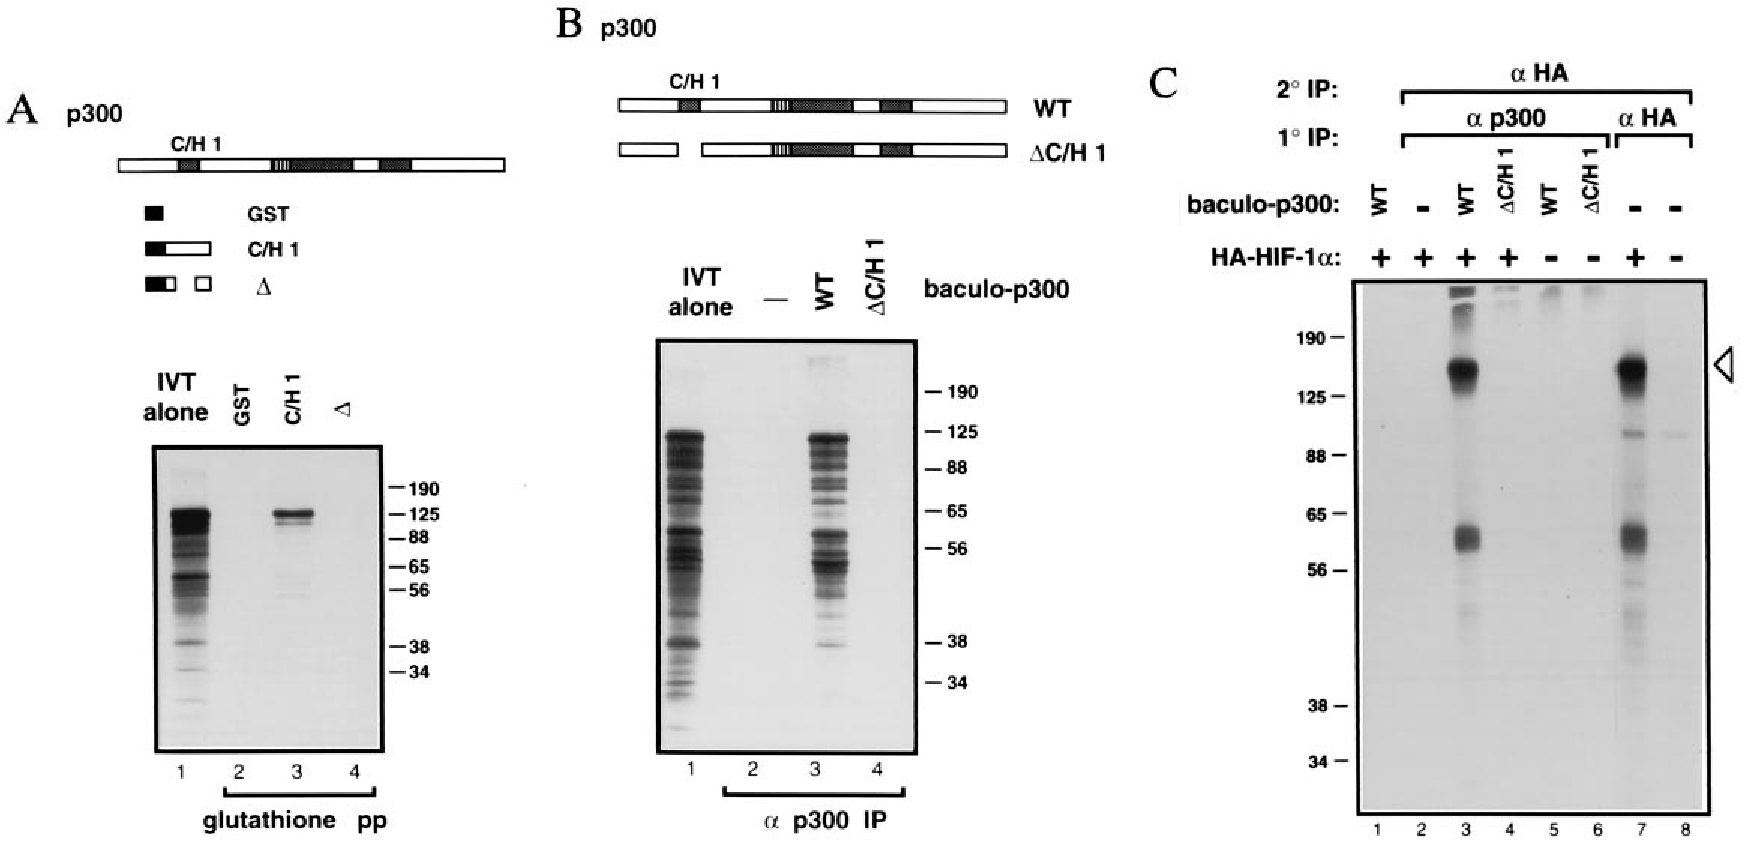 A p300
C/H 1
GST
C/H 1
Δ
IVT alone GST C/H 1 Δ
190
125
88
65
56
38
34
1 2 3 4
glutathione pp
B p300
C/H 1
WT
ΔC/H 1
IVT alone — WT ΔC/H 1 baculo-p300
190
125
88
65
56
38
34
1 2 3 4
α p300 IP
C
2° IP: α HA
1° IP: α p300 α HA
baculo-p300: WT - WT ΔC/H 1 WT ΔC/H 1 - -
HA-HIF-1α: + + + + - - + -
190
125
88
65
56
38
34
1 2 3 4 5 6 7 8